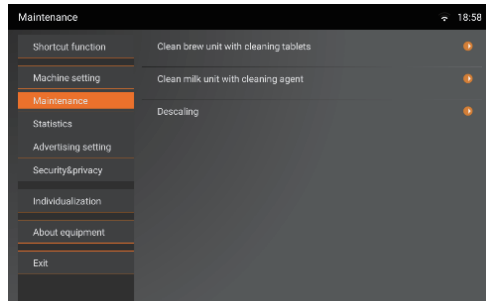 Maintenance 18:58
Shortcut function
Machine setting
Maintenance
Statistics
Advertising setting
Security&privacy
Individualization
About equipment
Exit
Clean brew unit with cleaning tablets
Clean milk unit with cleaning agent
Descaling